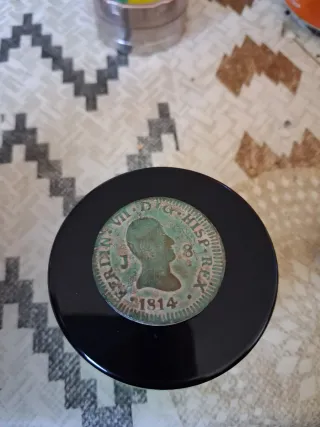 FERDIN · VII · D · G · HISP · REX ·
J 8
· 1814 ·